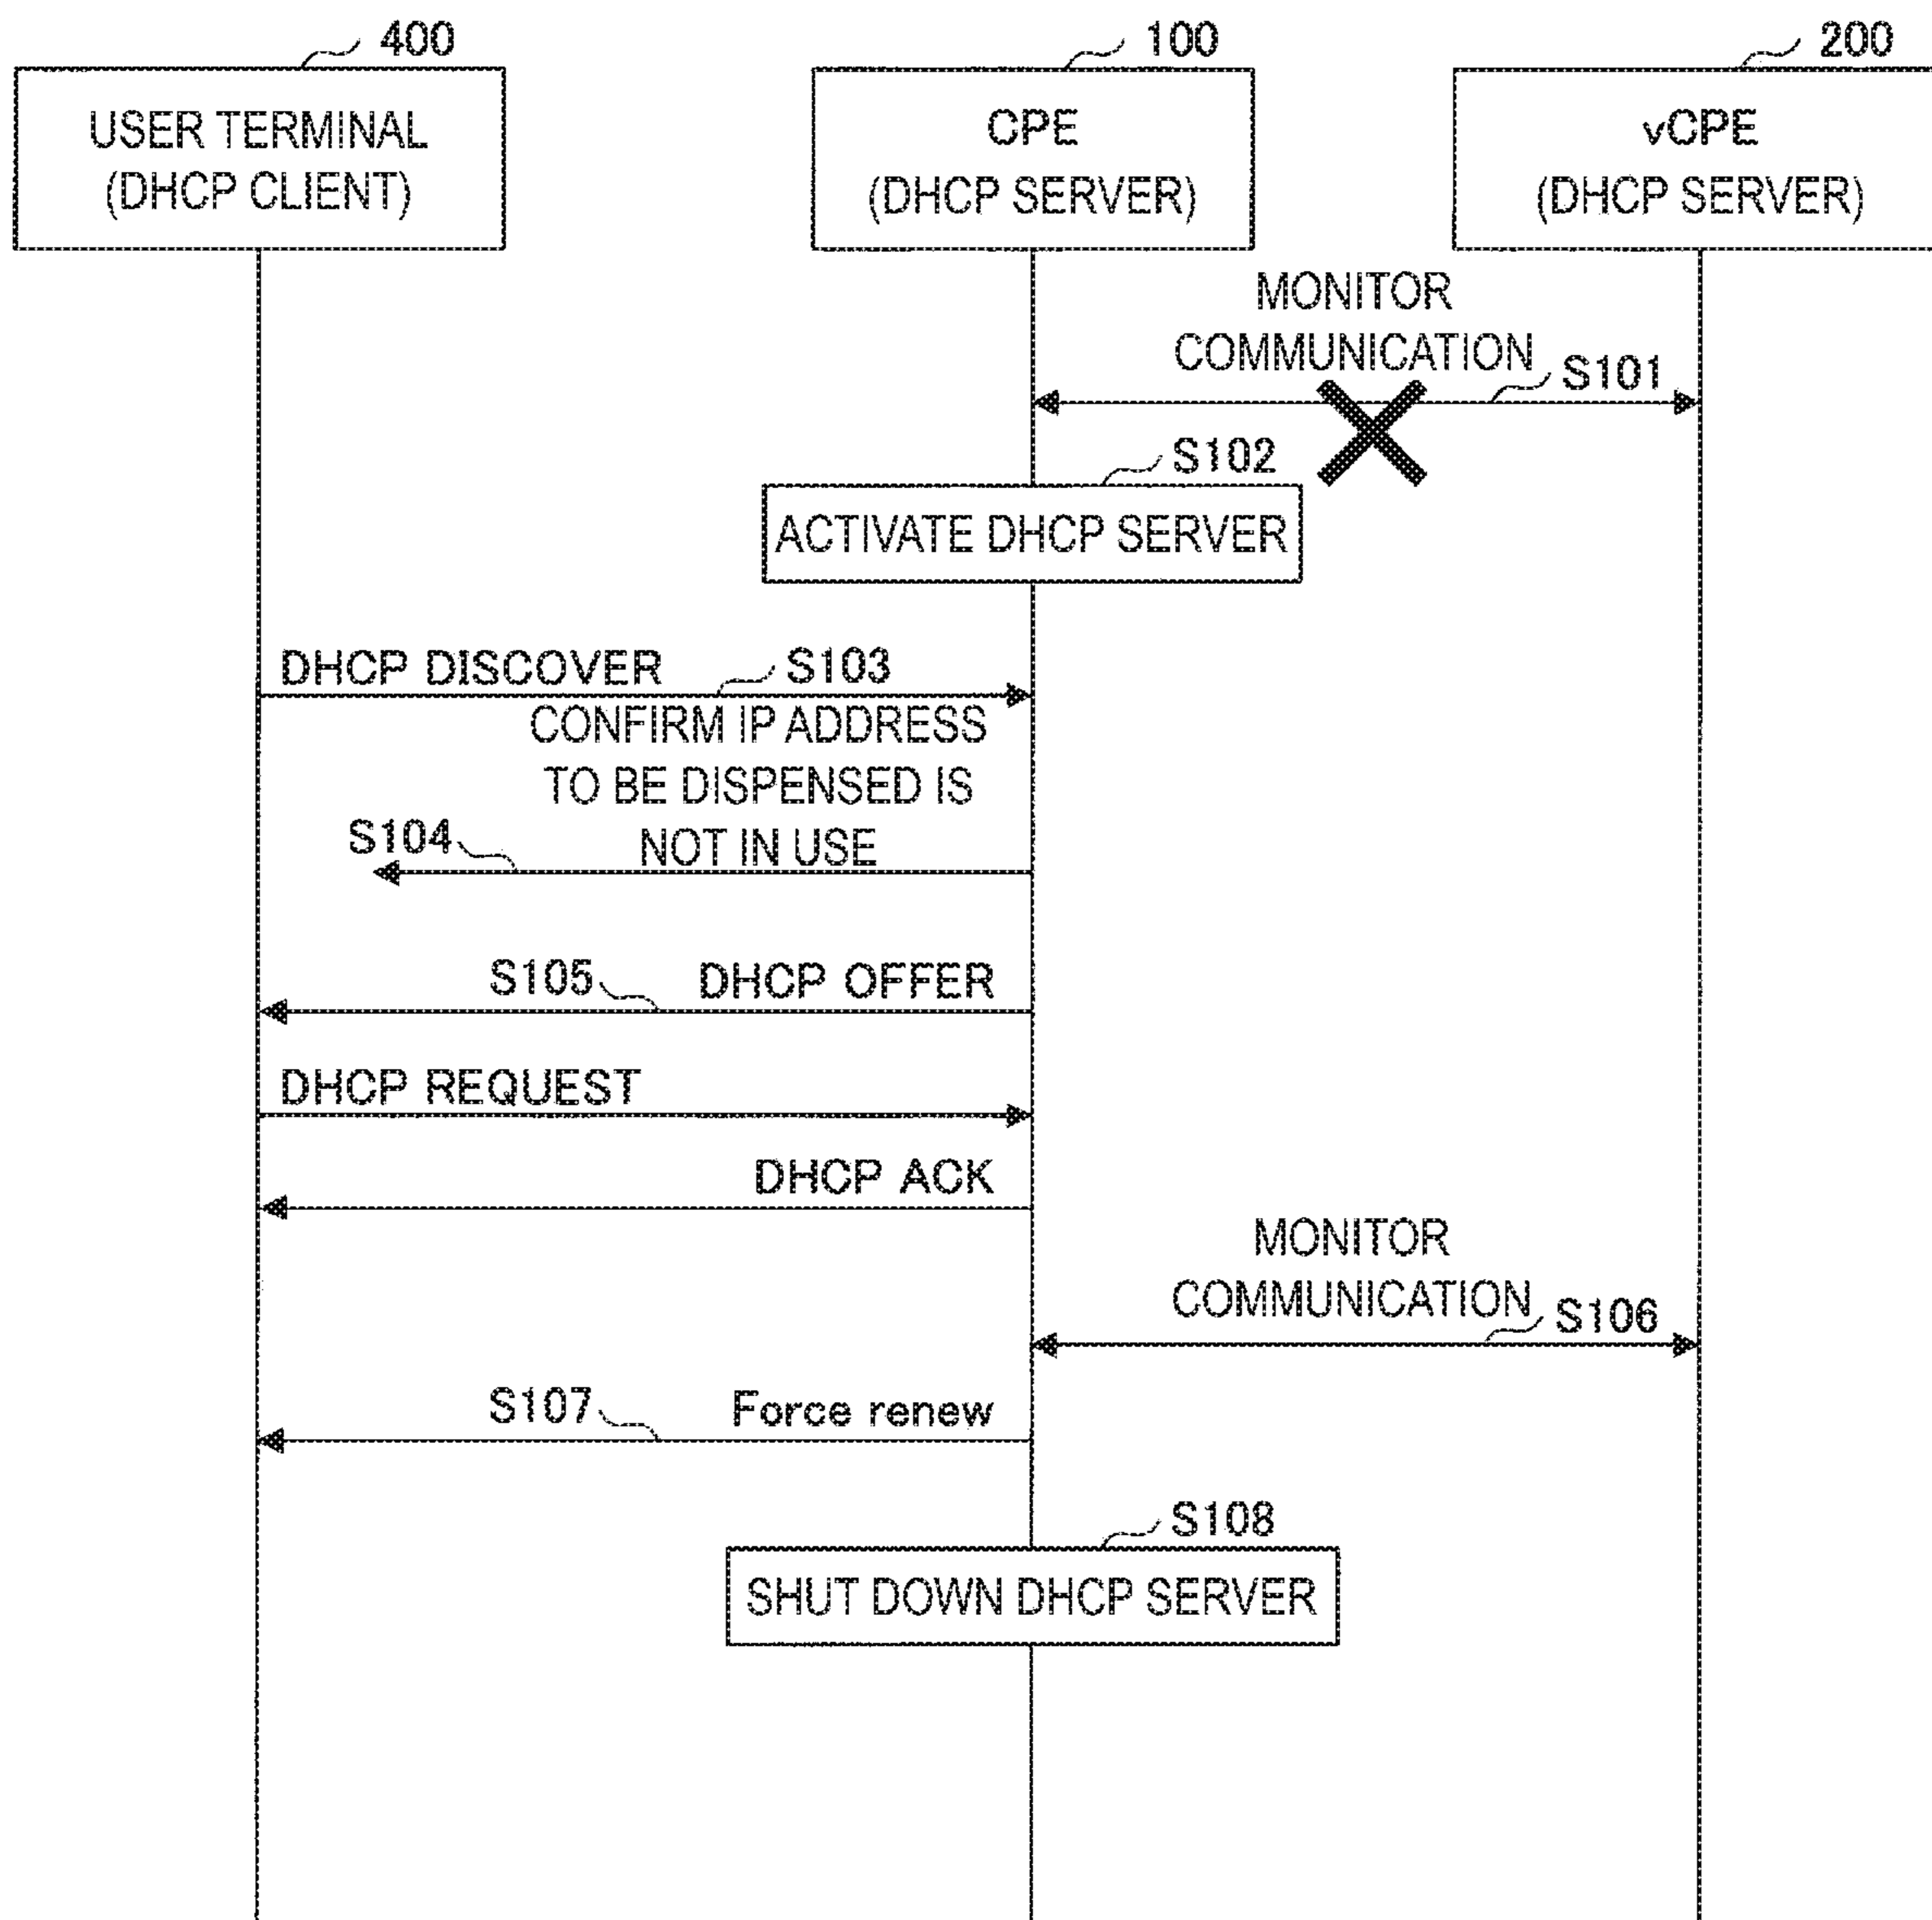 400
USER TERMINAL
(DHCP CLIENT)
100
CPE
(DHCP SERVER)
200
vCPE
(DHCP SERVER)
MONITOR
COMMUNICATION
S101
S102
ACTIVATE DHCP SERVER
DHCP DISCOVER
S103
CONFIRM IP ADDRESS
TO BE DISPENSED IS
NOT IN USE
S104
S105
DHCP OFFER
DHCP REQUEST
DHCP ACK
MONITOR
COMMUNICATION
S106
S107
Force renew
S108
SHUT DOWN DHCP SERVER